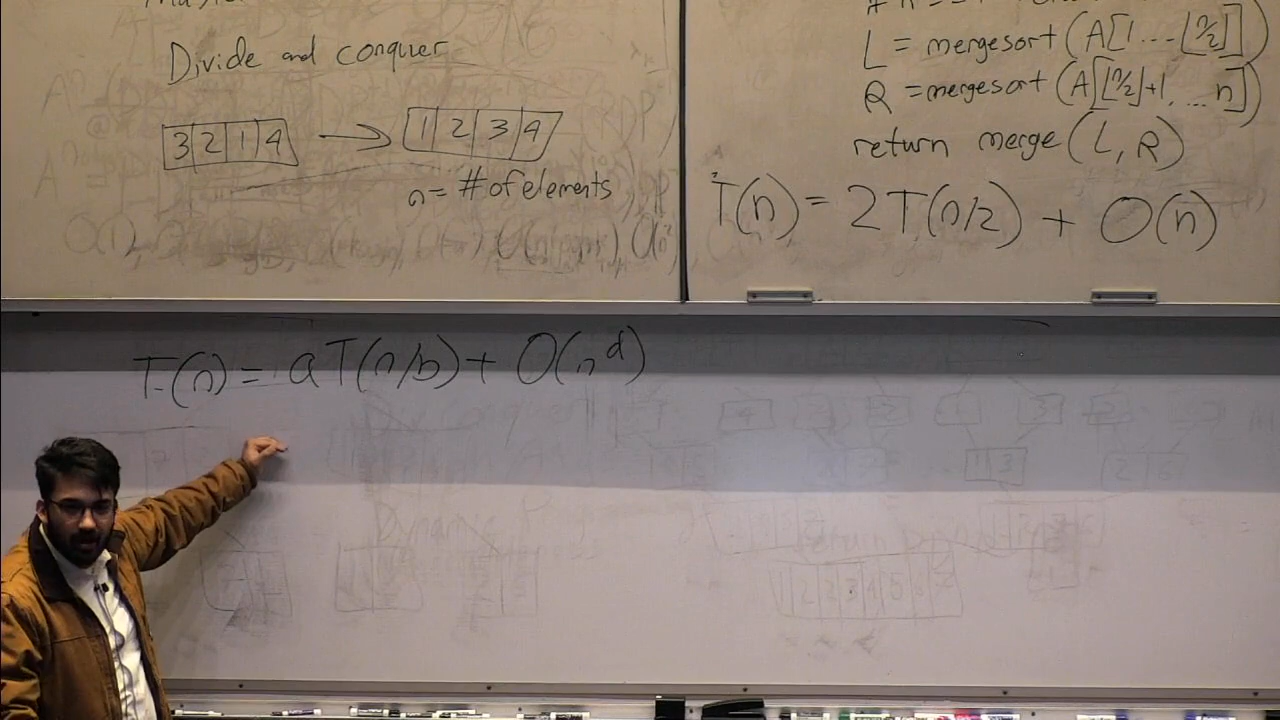 Master
Divide and conquer
3 2 1 4 → 1 2 3 4
n = # of elements
L = mergesort (A[1 ... ⌊n/2⌋])
R = mergesort (A[⌊n/2⌋+1, ... n])
return merge (L, R)
T(n) = 2T(n/2) + O(n)
T(n) = aT(n/b) + O(n^d)